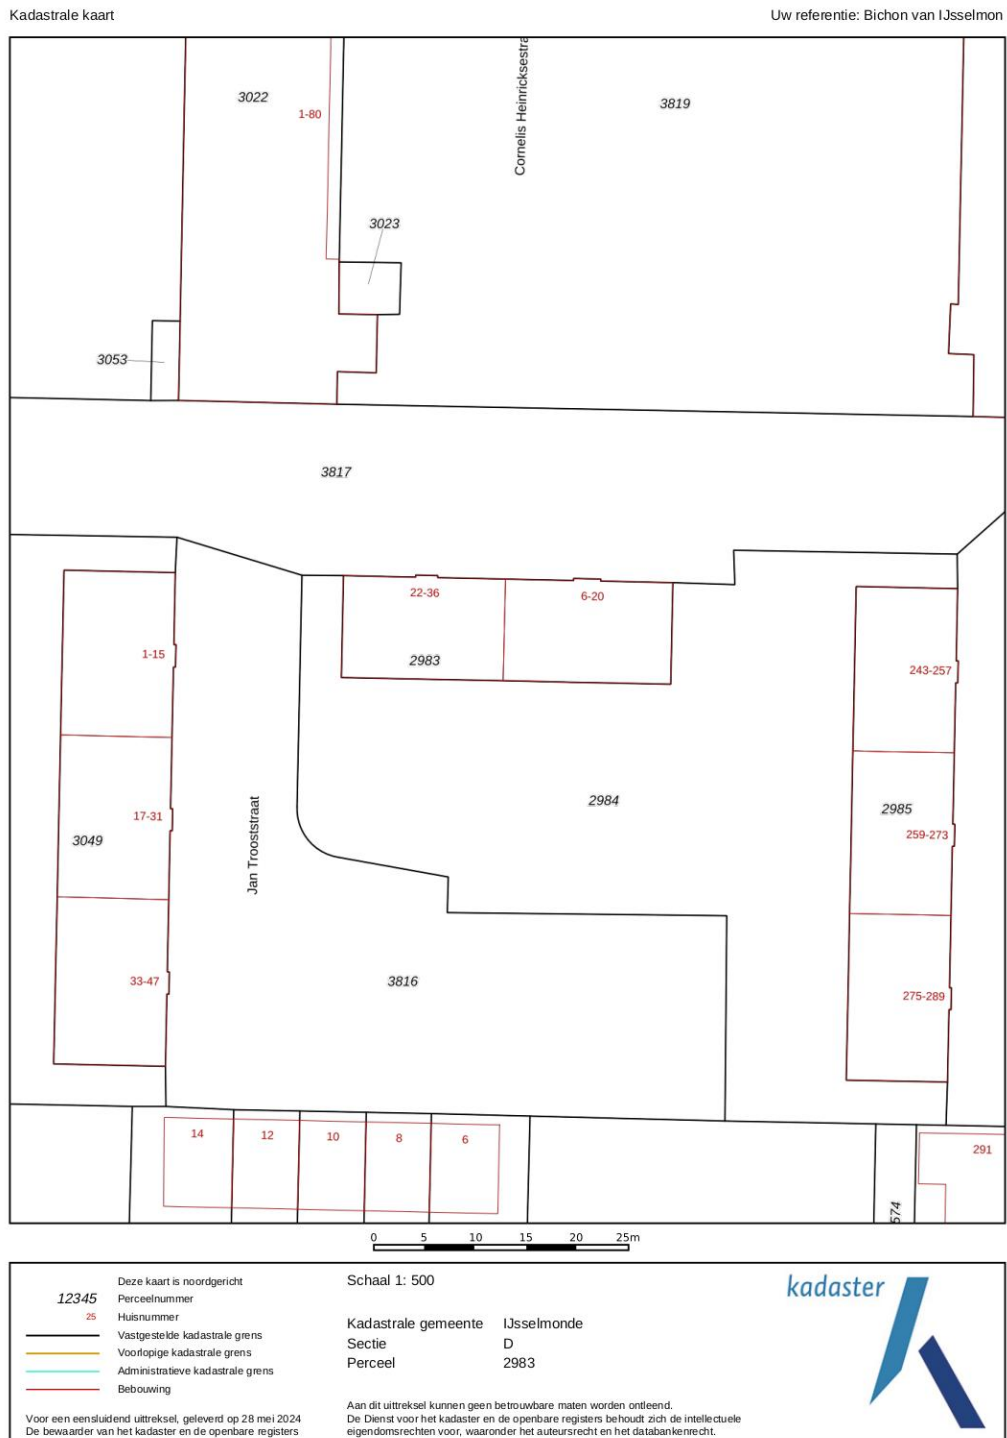 Kadastrale kaart
Uw referentie: Bichon van IJsselmon
3022
1-80
Cornelis Heinricksestra
3819
3023
3053
3817
22-36
6-20
2983
1-15
243-257
17-31
3049
Jan Trooststraat
2984
2985
259-273
33-47
3816
275-289
14
12
10
8
6
291
574
0 5 10 15 20 25m
Deze kaart is noordgericht
12345 Perceelnummer
25 Huisnummer
Vastgestelde kadastrale grens
Voorlopige kadastrale grens
Administratieve kadastrale grens
Bebouwing
Voor een eensluidend uittreksel, geleverd op 28 mei 2024
De bewaarder van het kadaster en de openbare registers
Schaal 1: 500
Kadastrale gemeente IJsselmonde
Sectie D
Perceel 2983
Aan dit uittreksel kunnen geen betrouwbare maten worden ontleend.
De Dienst voor het kadaster en de openbare registers behoudt zich de intellectuele
eigendomsrechten voor, waaronder het auteursrecht en het databankenrecht.
kadaster